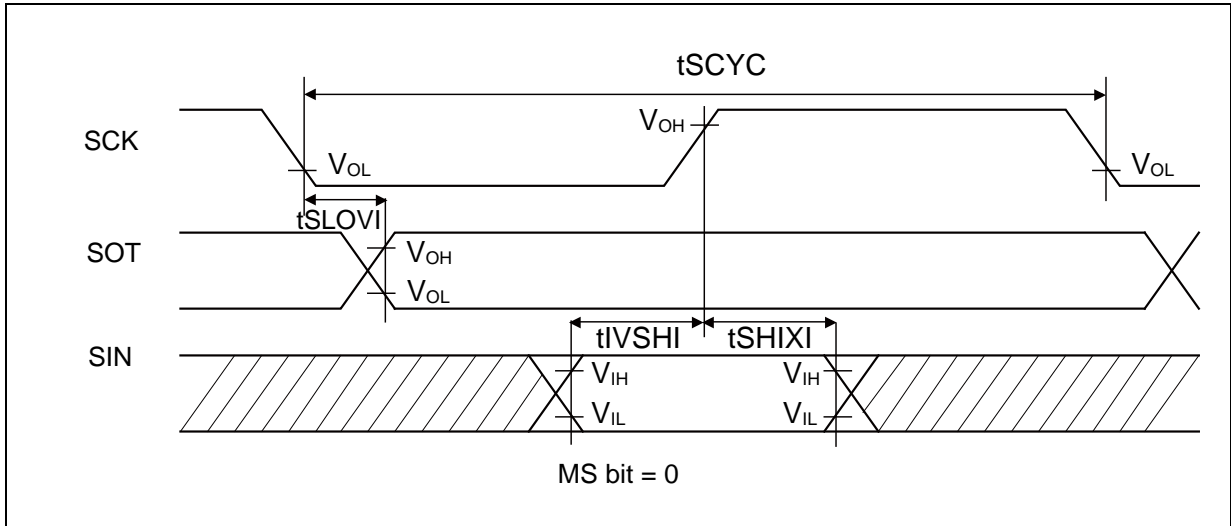 tSCYC
SCK
VOH
VOL
VOL
tSLOVI
SOT
VOH
VOL
tIVSHI
tSHIXI
SIN
VIH
VIH
VIL
VIL
MS bit = 0